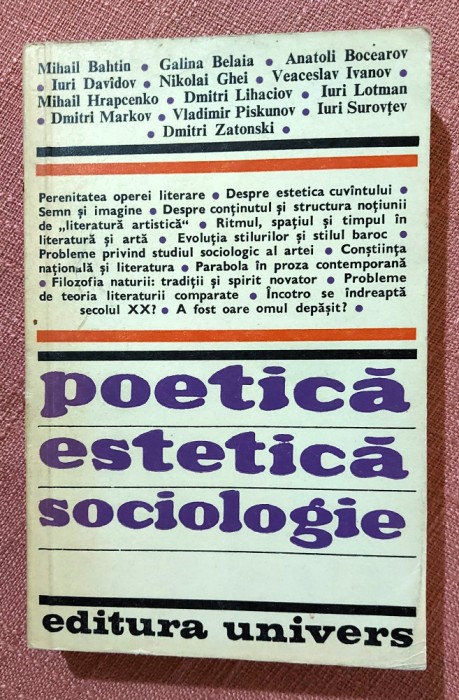 Mihail Bahtin • Galina Belaia • Anatoli Bocearov
• Iuri Davîdov • Nikolai Ghei • Veaceslav Ivanov •
Mihail Hrapcenko • Dmitri Lihaciov • Iuri Lotman
• Dmitri Markov • Vladimir Piskunov • Iuri Surovțev
• Dmitri Zatonski •
Perenitatea operei literare • Despre estetica cuvîntului •
Semn și imagine • Despre conținutul și structura noțiunii
de „literatură artistică“ • Ritmul, spațiul și timpul în
literatură și artă • Evoluția stilurilor și stilul baroc •
Probleme privind studiul sociologic al artei • Conștiința
națională și literatura • Parabola în proza contemporană
• Filozofia naturii: tradiții și spirit novator • Probleme
de teoria literaturii comparate • Încotro se îndreaptă
secolul XX? • A fost oare omul depășit? •
poetică
estetică
sociologie
editura univers